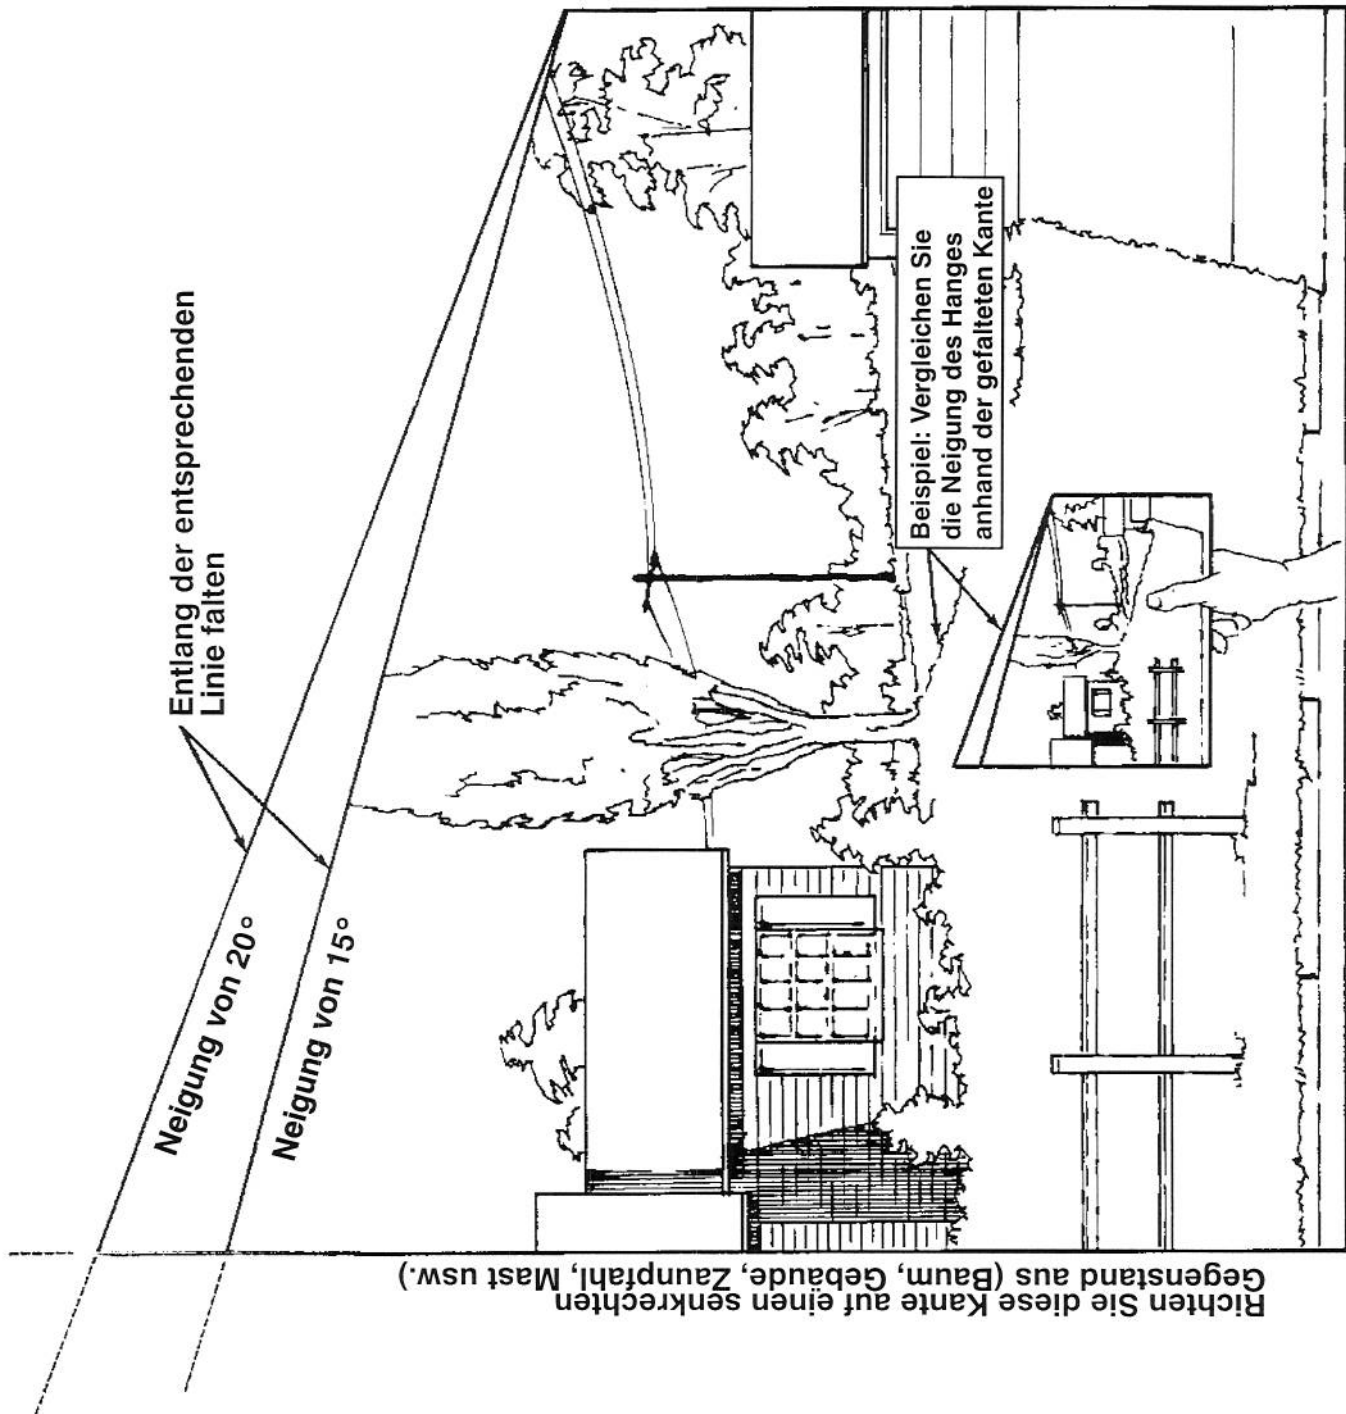 Entlang der entsprechenden
Linie falten
Neigung von 20°
Neigung von 15°
Beispiel: Vergleichen Sie
die Neigung des Hanges
anhand der gefalteten Kante
Richten Sie diese Kante auf einen senkrechten
Gegenstand aus (Baum, Gebäude, Zaunpfahl, Mast usw.)